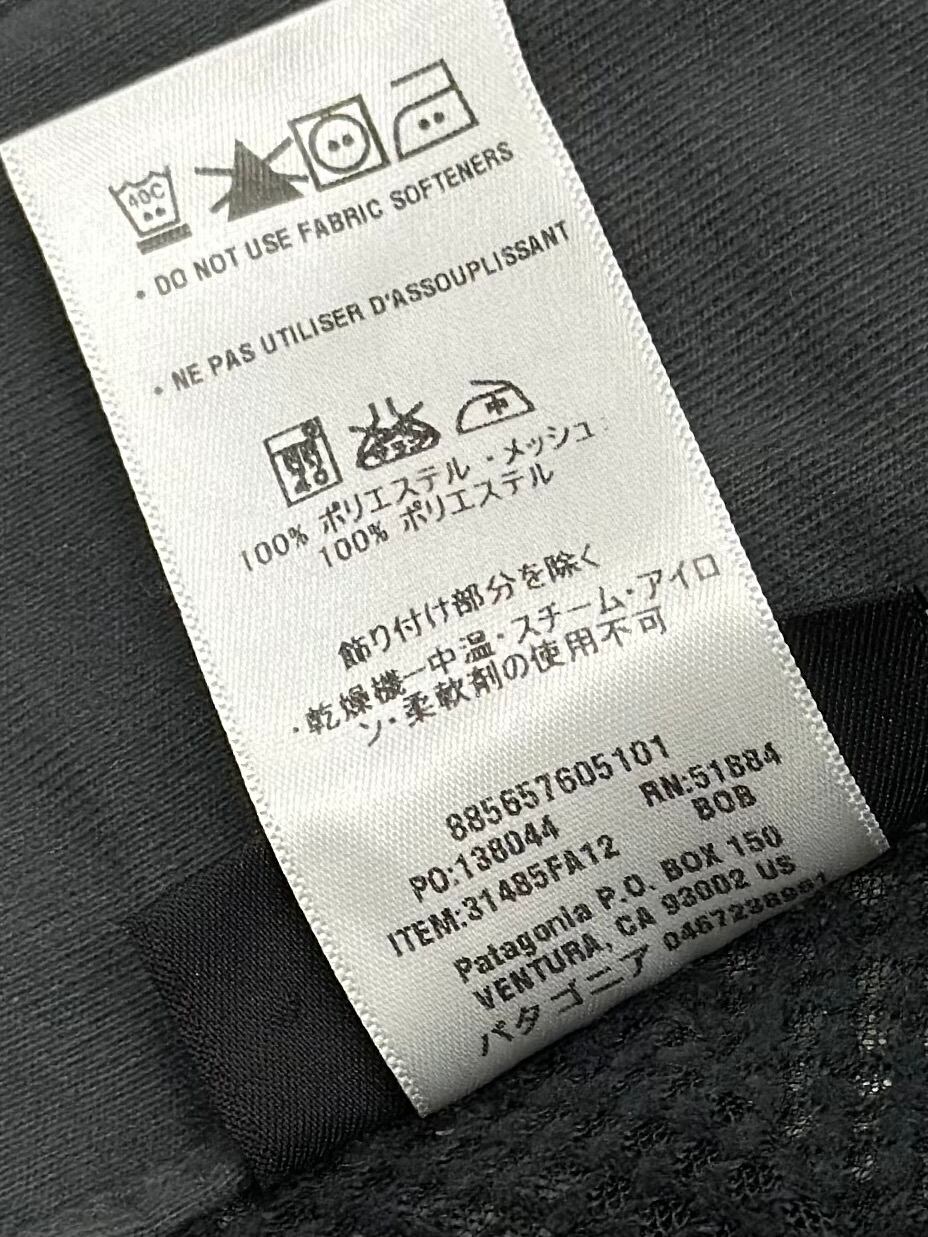 40C
• DO NOT USE FABRIC SOFTENERS
• NE PAS UTILISER D'ASSOUPLISSANT
40
中
100% ポリエステル ・メッシュ:
100% ポリエステル
飾り付け部分を除く
・乾燥機一中温・スチーム・アイロ
ン・柔軟剤の使用不可
885657605101
PO:138044 RN:51884
ITEM:31485FA12 BOB
Patagonia P.O. BOX 150
VENTURA, CA 93002 US
パタゴニア